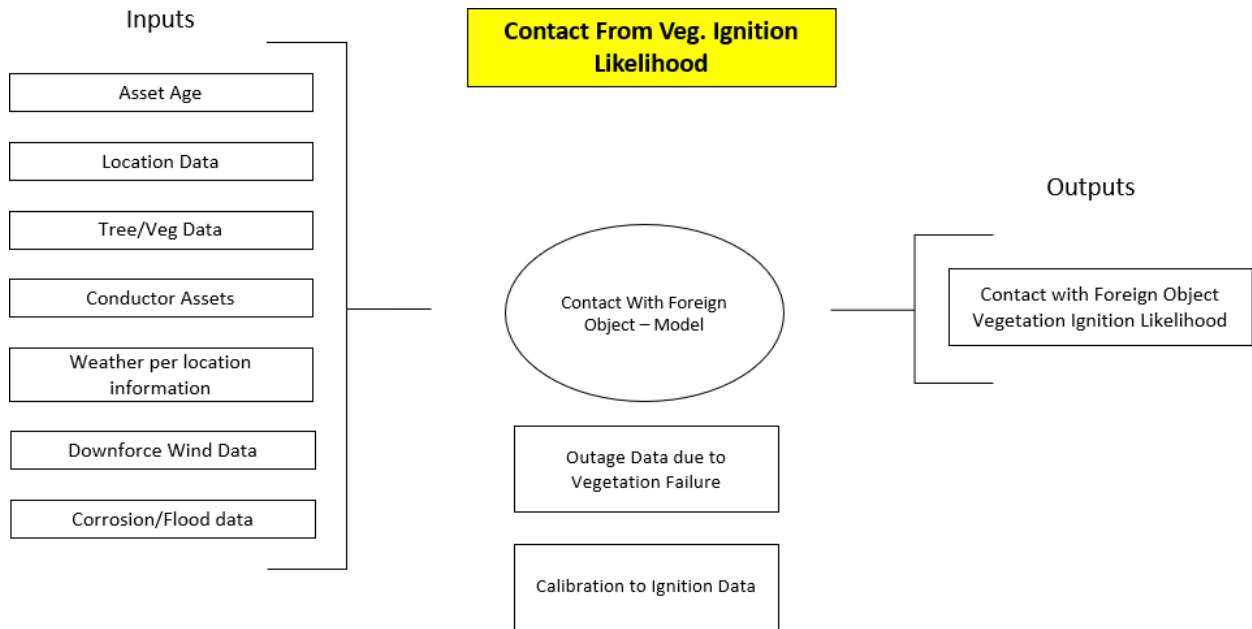 Inputs
Contact From Veg. Ignition
Likelihood
Asset Age
Location Data
Tree/Veg Data
Conductor Assets
Weather per location
information
Downforce Wind Data
Corrosion/Flood data
Contact With Foreign
Object – Model
Outage Data due to
Vegetation Failure
Calibration to Ignition Data
Outputs
Contact with Foreign Object
Vegetation Ignition Likelihood